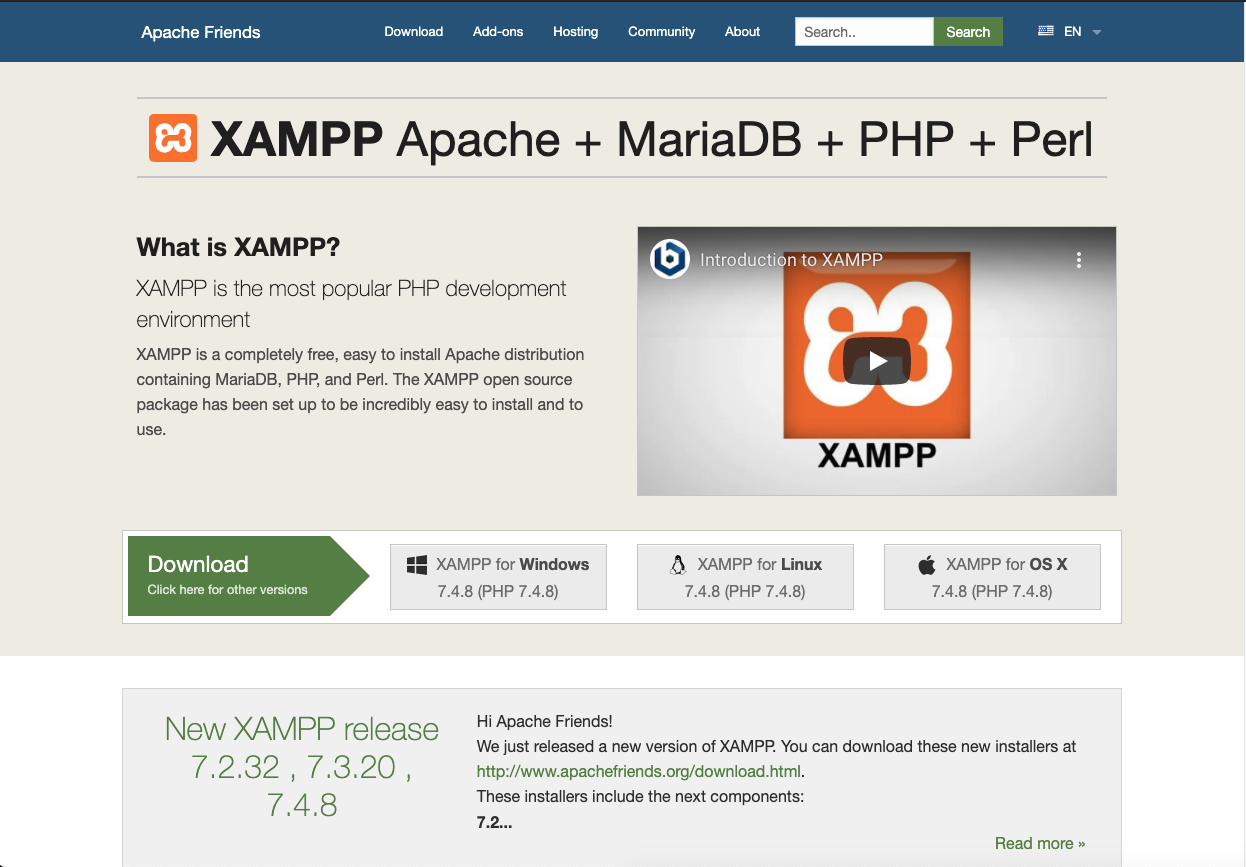 Apache Friends
Download
Add-ons
Hosting
Community
About
Search..
Search
EN
XAMPP Apache + MariaDB + PHP + Perl
What is XAMPP?
XAMPP is the most popular PHP development
environment
XAMPP is a completely free, easy to install Apache distribution
containing MariaDB, PHP, and Perl. The XAMPP open source
package has been set up to be incredibly easy to install and to
use.
Introduction to XAMPP
XAMPP
Download
Click here for other versions
XAMPP for Windows
7.4.8 (PHP 7.4.8)
XAMPP for Linux
7.4.8 (PHP 7.4.8)
XAMPP for OS X
7.4.8 (PHP 7.4.8)
New XAMPP release
7.2.32 , 7.3.20 ,
7.4.8
Hi Apache Friends!
We just released a new version of XAMPP. You can download these new installers at
http://www.apachefriends.org/download.html.
These installers include the next components:
7.2...
Read more »